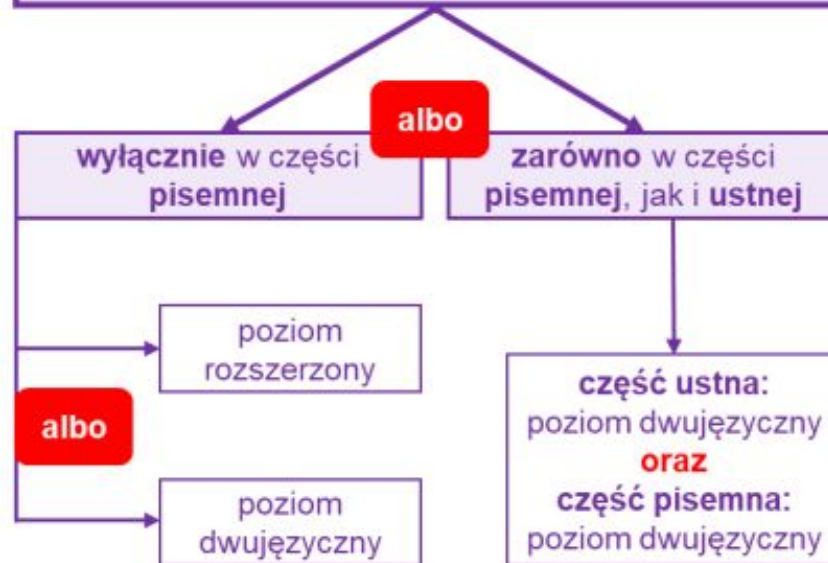 albo
wyłącznie w części
pisemnej
zarówno w części
pisemnej, jak i ustnej
poziom
rozszerzony
albo
poziom
dwujęzyczny
część ustna:
poziom dwujęzyczny
oraz
część pisemna:
poziom dwujęzyczny